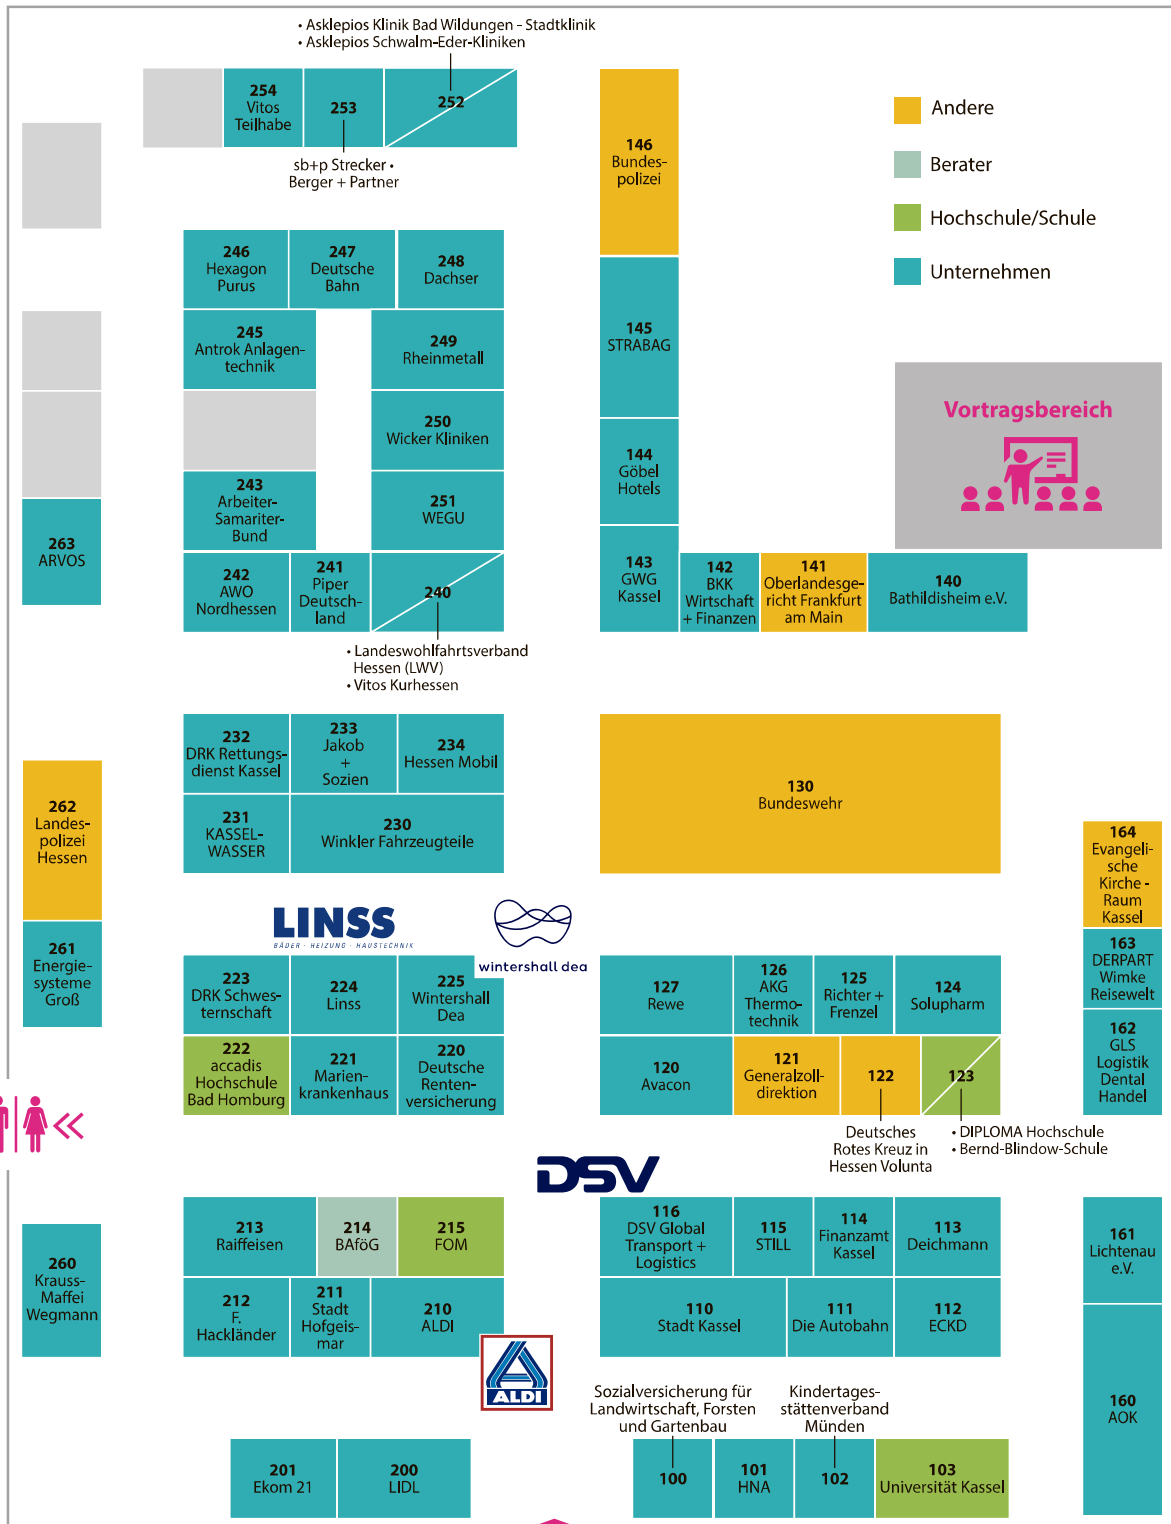 • Asklepios Klinik Bad Wildungen - Stadtklinik
• Asklepios Schwalm-Eder-Kliniken
254
Vitos
Teilhabe
253
252
sb+p Strecker •
Berger + Partner
146
Bundes-
polizei
Andere
Berater
Hochschule/Schule
Unternehmen
246
Hexagon
Purus
247
Deutsche
Bahn
248
Dachser
245
Antrok Anlagen-
technik
249
Rheinmetall
145
STRABAG
250
Wicker Kliniken
Vortragsbereich
144
Göbel
Hotels
243
Arbeiter-
Samariter-
Bund
251
WEGU
263
ARVOS
242
AWO
Nordhessen
241
Piper
Deutsch-
land
240
143
GWG
Kassel
142
BKK
Wirtschaft
+ Finanzen
141
Oberlandesge-
richt Frankfurt
am Main
140
Bathildisheim e.V.
• Landeswohlfahrtsverband
Hessen (LWV)
• Vitos Kurhessen
232
DRK Rettungs-
dienst Kassel
233
Jakob
+
Sozien
234
Hessen Mobil
130
Bundeswehr
262
Landes-
polizei
Hessen
231
KASSEL-
WASSER
230
Winkler Fahrzeugteile
164
Evangeli-
sche
Kirche -
Raum
Kassel
LINSS
BÄDER · HEIZUNG · HAUSTECHNIK
wintershall dea
261
Energie-
systeme
Groß
223
DRK Schwes-
ternschaft
224
Linss
225
Wintershall
Dea
127
Rewe
126
AKG
Thermo-
technik
125
Richter +
Frenzel
124
Solupharm
163
DERPART
Wimke
Reisewelt
222
accadis
Hochschule
Bad Homburg
221
Marien-
krankenhaus
220
Deutsche
Renten-
versicherung
120
Avacon
121
Generalzoll-
direktion
122
123
162
GLS
Logistik
Dental
Handel
Deutsches
Rotes Kreuz in
Hessen Volunta
• DIPLOMA Hochschule
• Bernd-Blindow-Schule
DSV
213
Raiffeisen
214
BAföG
215
FOM
116
DSV Global
Transport +
Logistics
115
STILL
114
Finanzamt
Kassel
113
Deichmann
161
Lichtenau
e.V.
260
Krauss-
Maffei
Wegmann
212
F.
Hackländer
211
Stadt
Hofgeis-
mar
210
ALDI
110
Stadt Kassel
111
Die Autobahn
112
ECKD
ALDI
Sozialversicherung für
Landwirtschaft, Forsten
und Gartenbau
Kindertages-
stättenverband
Münden
160
AOK
201
Ekom 21
200
LIDL
100
101
HNA
102
103
Universität Kassel